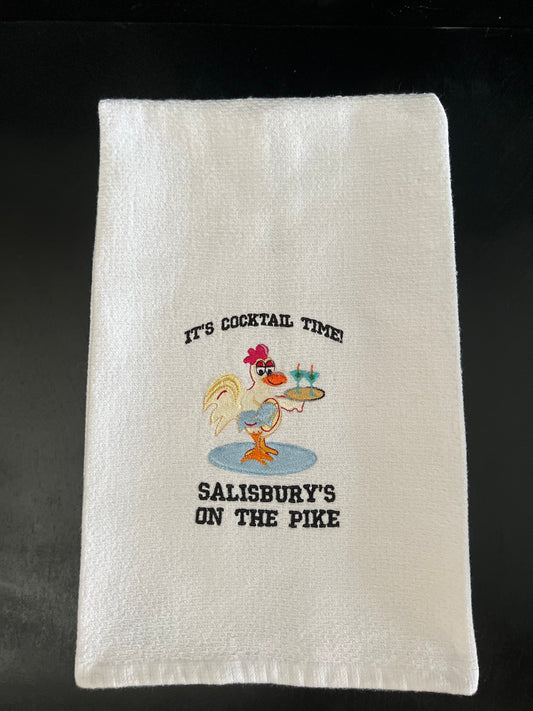 IT'S COCKTAIL TIME!
SALISBURY'S
ON THE PIKE